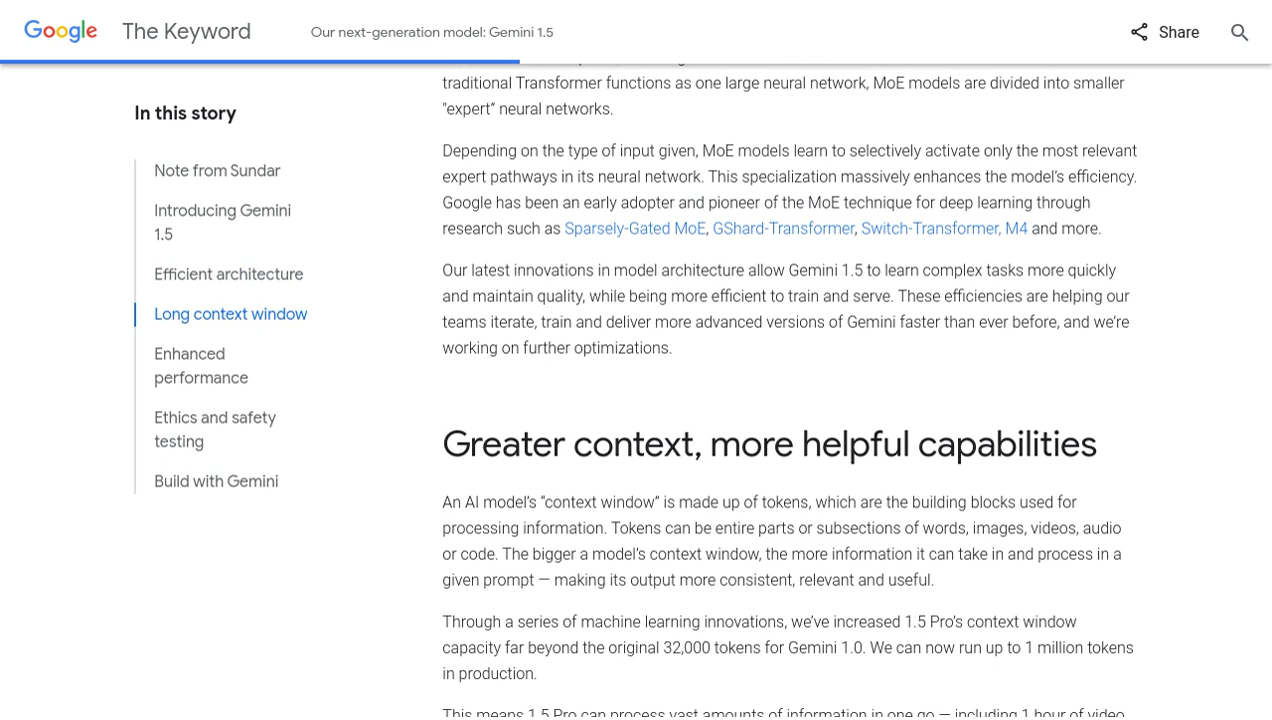 Google The Keyword Our next-generation model: Gemini 1.5 Share
In this story
Note from Sundar
Introducing Gemini
1.5
Efficient architecture
Long context window
Enhanced
performance
Ethics and safety
testing
Build with Gemini
traditional Transformer functions as one large neural network, MoE models are divided into smaller
"expert” neural networks.
Depending on the type of input given, MoE models learn to selectively activate only the most relevant
expert pathways in its neural network. This specialization massively enhances the model’s efficiency.
Google has been an early adopter and pioneer of the MoE technique for deep learning through
research such as Sparsely-Gated MoE, GShard-Transformer, Switch-Transformer, M4 and more.
Our latest innovations in model architecture allow Gemini 1.5 to learn complex tasks more quickly
and maintain quality, while being more efficient to train and serve. These efficiencies are helping our
teams iterate, train and deliver more advanced versions of Gemini faster than ever before, and we’re
working on further optimizations.
Greater context, more helpful capabilities
An AI model’s “context window” is made up of tokens, which are the building blocks used for
processing information. Tokens can be entire parts or subsections of words, images, videos, audio
or code. The bigger a model’s context window, the more information it can take in and process in a
given prompt — making its output more consistent, relevant and useful.
Through a series of machine learning innovations, we’ve increased 1.5 Pro’s context window
capacity far beyond the original 32,000 tokens for Gemini 1.0. We can now run up to 1 million tokens
in production.
This means 1.5 Pro can process vast amounts of information in one go — including 1 hour of video,